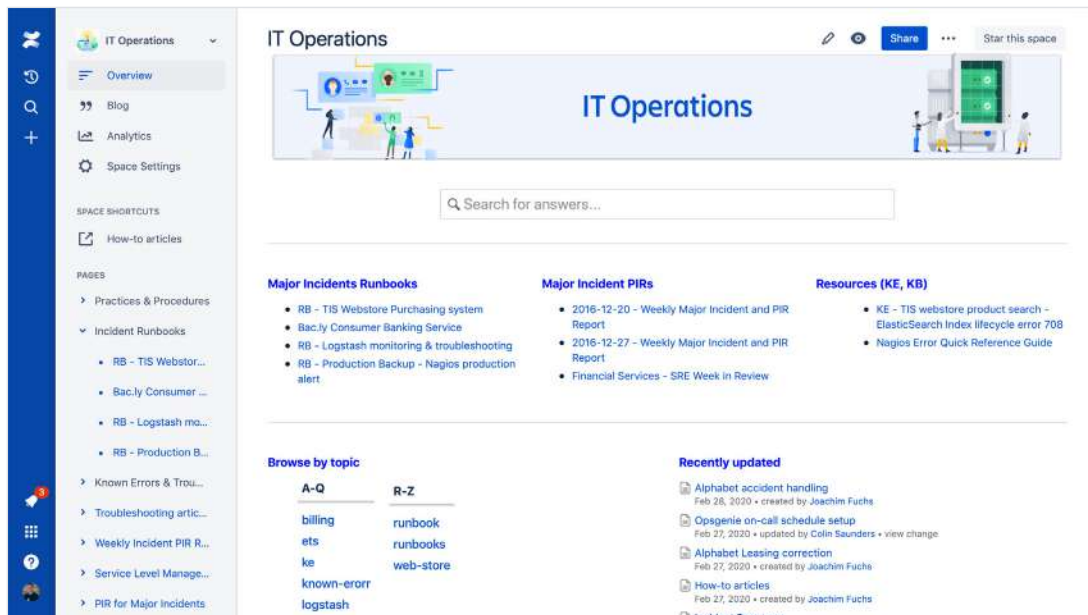 IT Operations
Overview
Blog
Analytics
Space Settings
SPACE SHORTCUTS
How-to articles
PAGES
Practices & Procedures
Incident Runbooks
RB - TIS Webstor...
Bac.ly Consumer ...
RB - Logstash mo...
RB - Production B...
Known Errors & Trou...
Troubleshooting artic...
Weekly Incident PIR R...
Service Level Manage...
PIR for Major Incidents
3
IT Operations
Share
Star this space
IT Operations
Search for answers...
Major Incidents Runbooks
RB - TIS Webstore Purchasing system
Bac.ly Consumer Banking Service
RB - Logstash monitoring & troubleshooting
RB - Production Backup - Nagios production
alert
Major Incident PIRs
2016-12-20 - Weekly Major Incident and PIR
Report
2016-12-27 - Weekly Major Incident and PIR
Report
Financial Services - SRE Week in Review
Resources (KE, KB)
KE - TIS webstore product search -
ElasticSearch Index lifecycle error 708
Nagios Error Quick Reference Guide
Browse by topic
A-Q
billing
ets
ke
known-erorr
logstash
R-Z
runbook
runbooks
web-store
Recently updated
Alphabet accident handling
Feb 28, 2020 • created by Joachim Fuchs
Opsgenie on-call schedule setup
Feb 27, 2020 • updated by Colin Saunders • view change
Alphabet Leasing correction
Feb 27, 2020 • created by Joachim Fuchs
How-to articles
Feb 27, 2020 • created by Joachim Fuchs